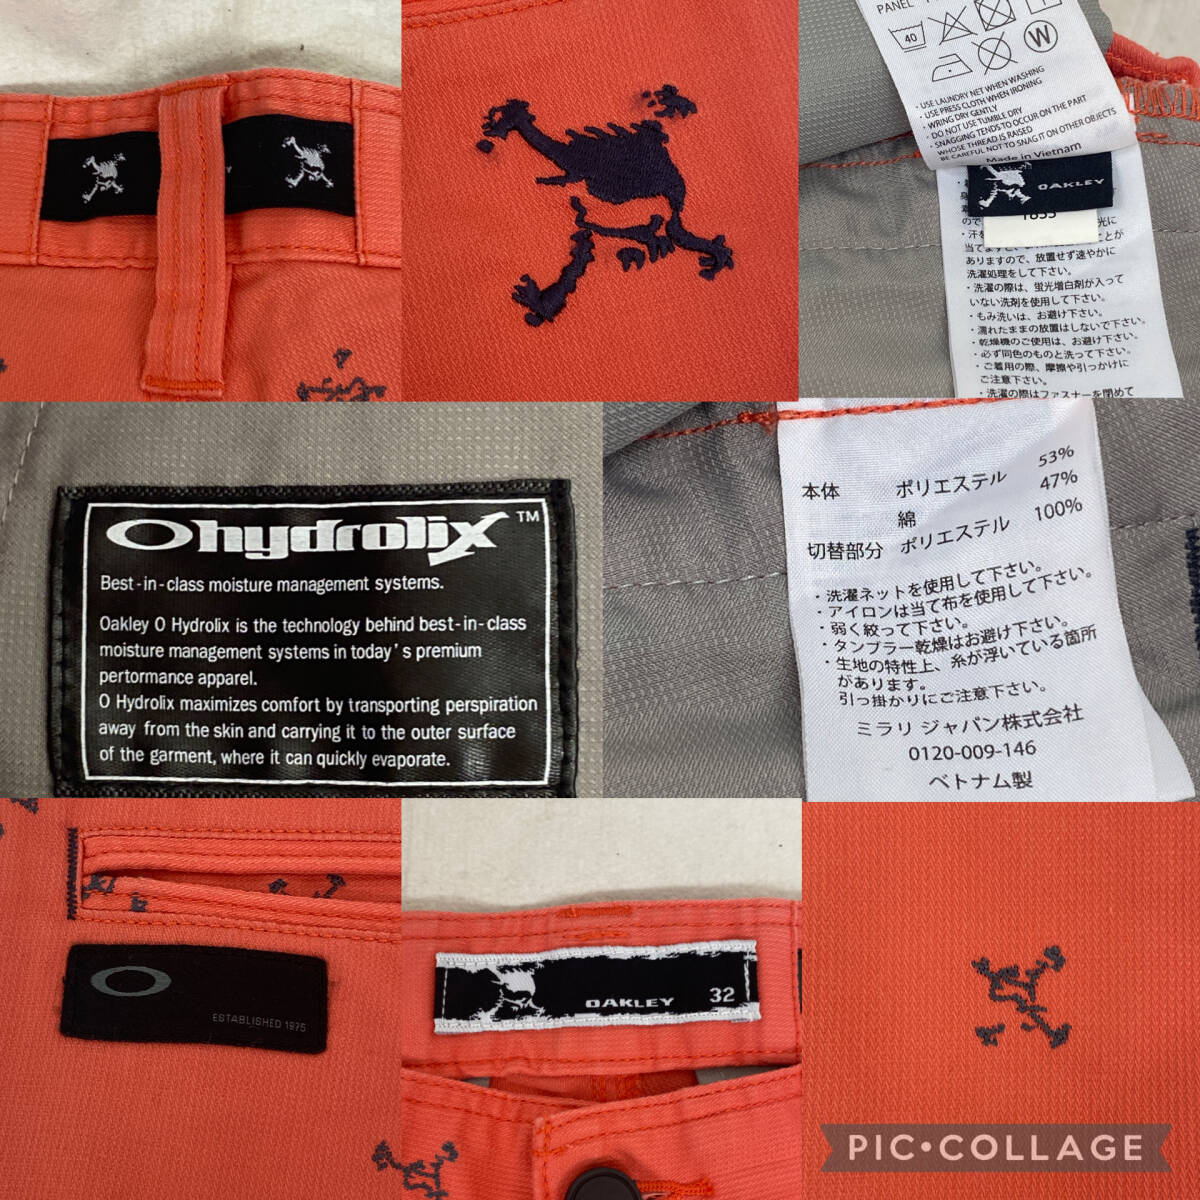 PANEL
40
W
• USE LAUNDRY NET WHEN WASHING
• USE PRESS CLOTH WHEN IRONING
• WRING DRY GENTLY
• DO NOT USE TUMBLE DRY
• SNAGGING TENDS TO OCCUR ON THE PART
WHOSE THREAD IS RAISED
BE CAREFUL NOT TO SNAG IT ON OTHER OBJECTS
Made in Vietnam
OAKLEY
ありますので、放置せず速やかに
洗濯処理をして下さい。
・洗濯の際は、蛍光増白剤が入って
いない洗剤を使用して下さい。
・もみ洗いは、お避け下さい。
・濡れたままの放置はしないで下さい。
・乾燥機のご使用は、お避け下さい。
・必ず同色のものと洗って下さい。
・ご着用の際、摩擦や引っかけに
ご注意下さい。
・洗濯の際はファスナーを閉めて
Ohydrolix™
Best-in-class moisture management systems.
Oakley O Hydrolix is the technology behind best-in-class
moisture management systems in today's premium
performance apparel.
O Hydrolix maximizes comfort by transporting perspiration
away from the skin and carrying it to the outer surface
of the garment, where it can quickly evaporate.
本体 ポリエステル 53%
綿 47%
切替部分 ポリエステル 100%
・洗濯ネットを使用して下さい。
・アイロンは当て布を使用して下さい。
・弱く絞って下さい。
・タンブラー乾燥はお避け下さい。
・生地の特性上、糸が浮いている箇所
があります。
引っ掛かりにご注意下さい。
ミラリ ジャパン株式会社
0120-009-146
ベトナム製
ESTABLISHED 1975
OAKLEY 32
PIC•COLLAGE